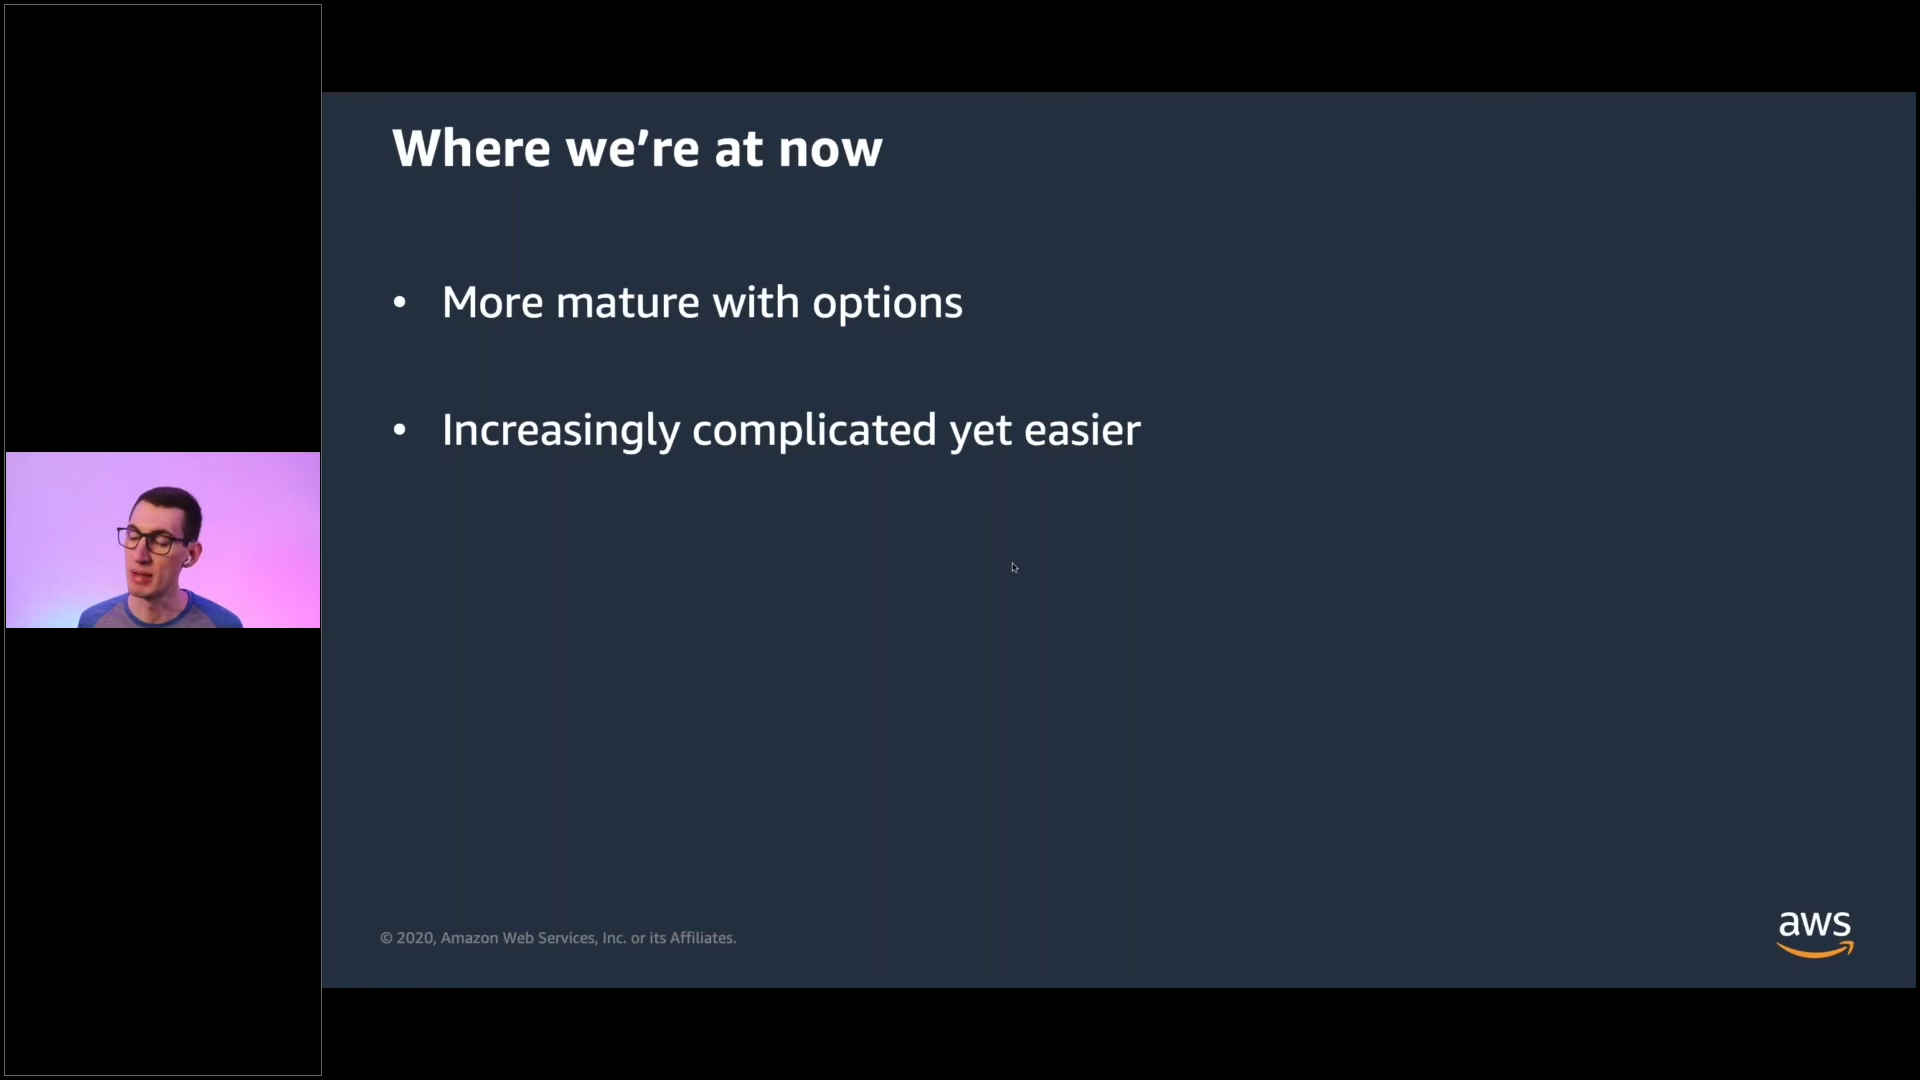 Where we’re at now
• More mature with options
• Increasingly complicated yet easier
© 2020, Amazon Web Services, Inc. or its Affiliates.
aws